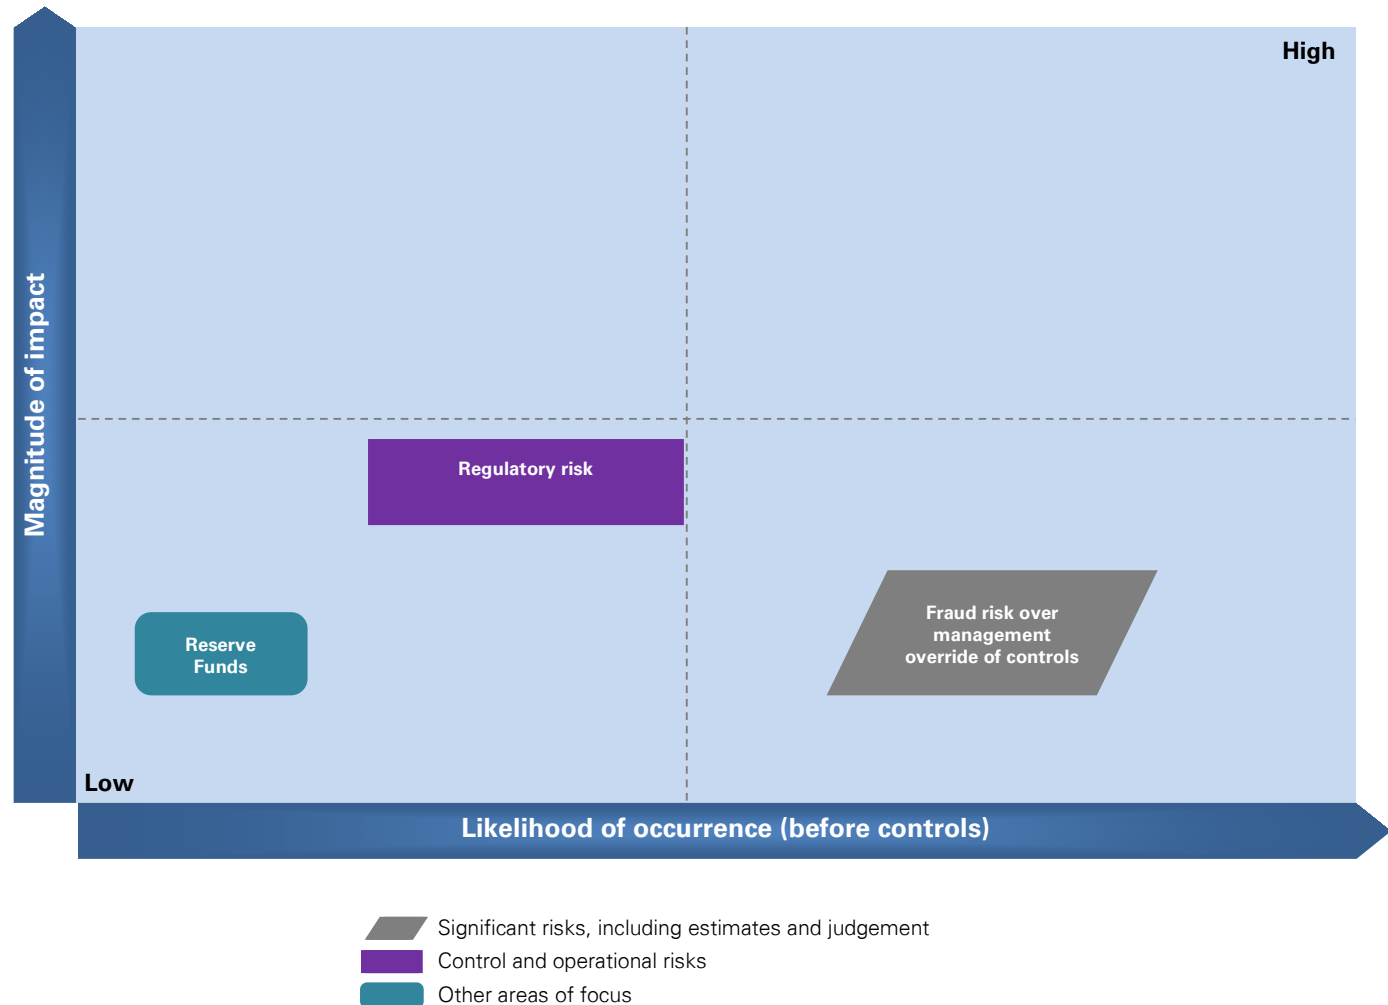 High
Magnitude of impact
Regulatory risk
Fraud risk over
management
override of controls
Reserve
Funds
Low
Likelihood of occurrence (before controls)
Significant risks, including estimates and judgement
Control and operational risks
Other areas of focus